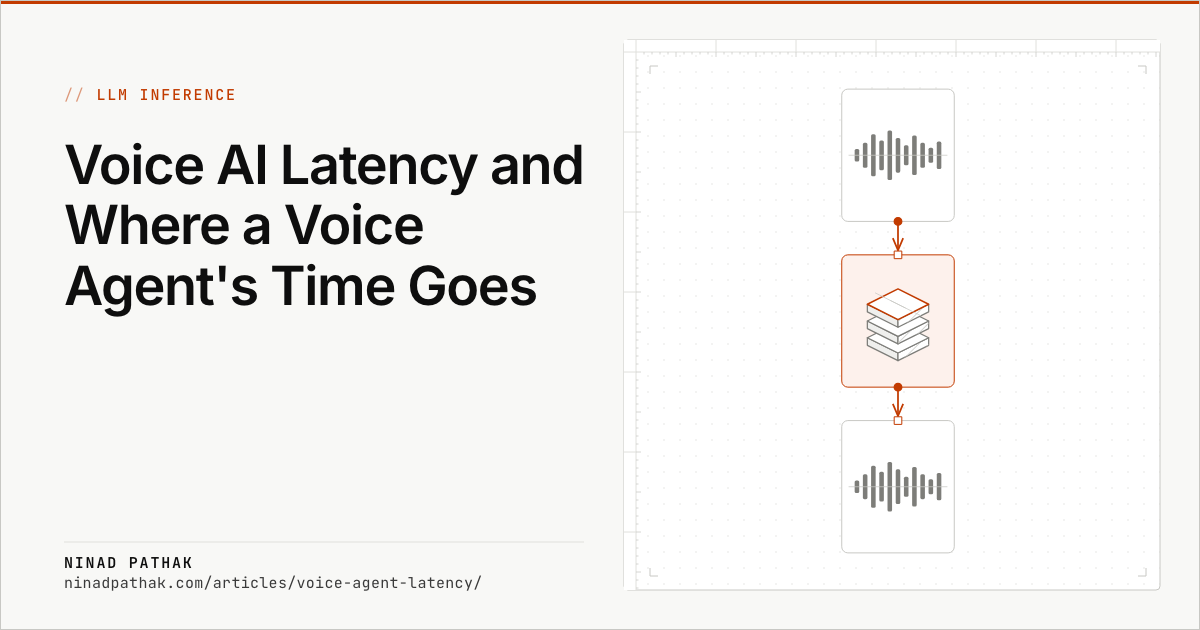 // LLM INFERENCE
Voice AI Latency and
Where a Voice
Agent's Time Goes
NINAD PATHAK
ninadpathak.com/articles/voice-agent-latency/